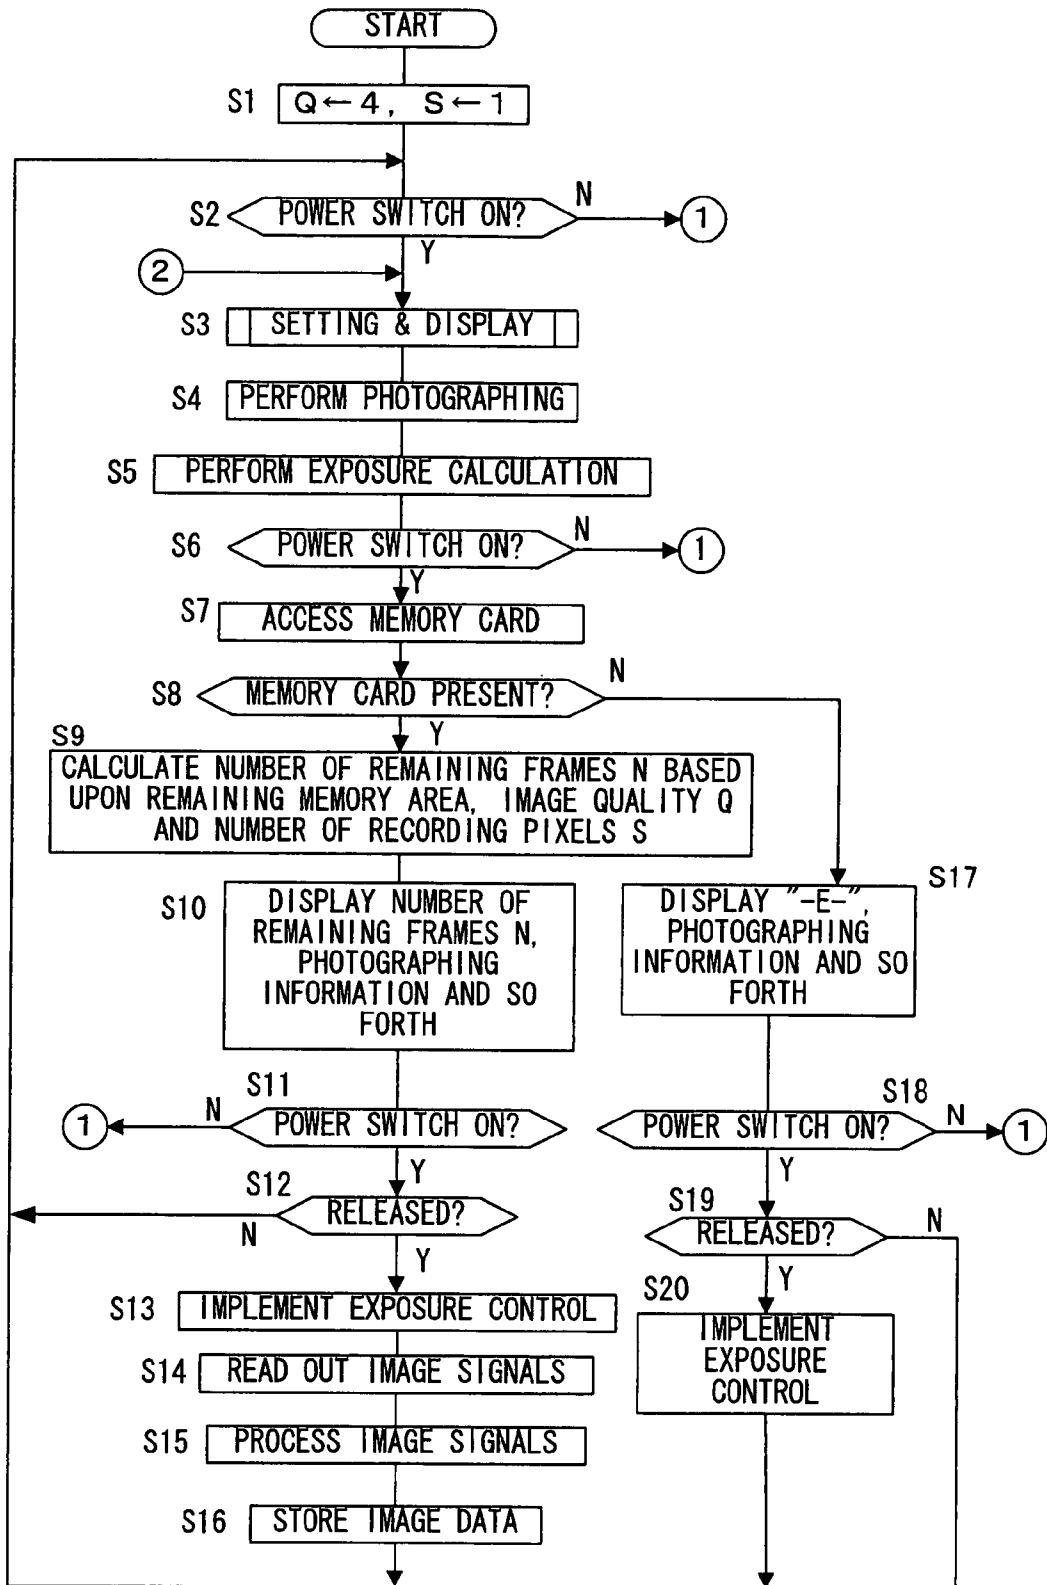 START
S1 Q←4, S←1
S2 POWER SWITCH ON? N 1
Y
2
S3 SETTING & DISPLAY
S4 PERFORM PHOTOGRAPHING
S5 PERFORM EXPOSURE CALCULATION
S6 POWER SWITCH ON? N 1
Y
S7 ACCESS MEMORY CARD
S8 MEMORY CARD PRESENT? N
Y
S9
CALCULATE NUMBER OF REMAINING FRAMES N BASED
UPON REMAINING MEMORY AREA, IMAGE QUALITY Q
AND NUMBER OF RECORDING PIXELS S
S10
DISPLAY NUMBER OF
REMAINING FRAMES N,
PHOTOGRAPHING
INFORMATION AND SO
FORTH
S17
DISPLAY "-E-",
PHOTOGRAPHING
INFORMATION AND SO
FORTH
S11
1 N POWER SWITCH ON?
Y
S18
POWER SWITCH ON? N 1
Y
S12
RELEASED?
N
Y
S19
RELEASED? N
Y
S13 IMPLEMENT EXPOSURE CONTROL
S14 READ OUT IMAGE SIGNALS
S15 PROCESS IMAGE SIGNALS
S16 STORE IMAGE DATA
S20
IMPLEMENT
EXPOSURE
CONTROL